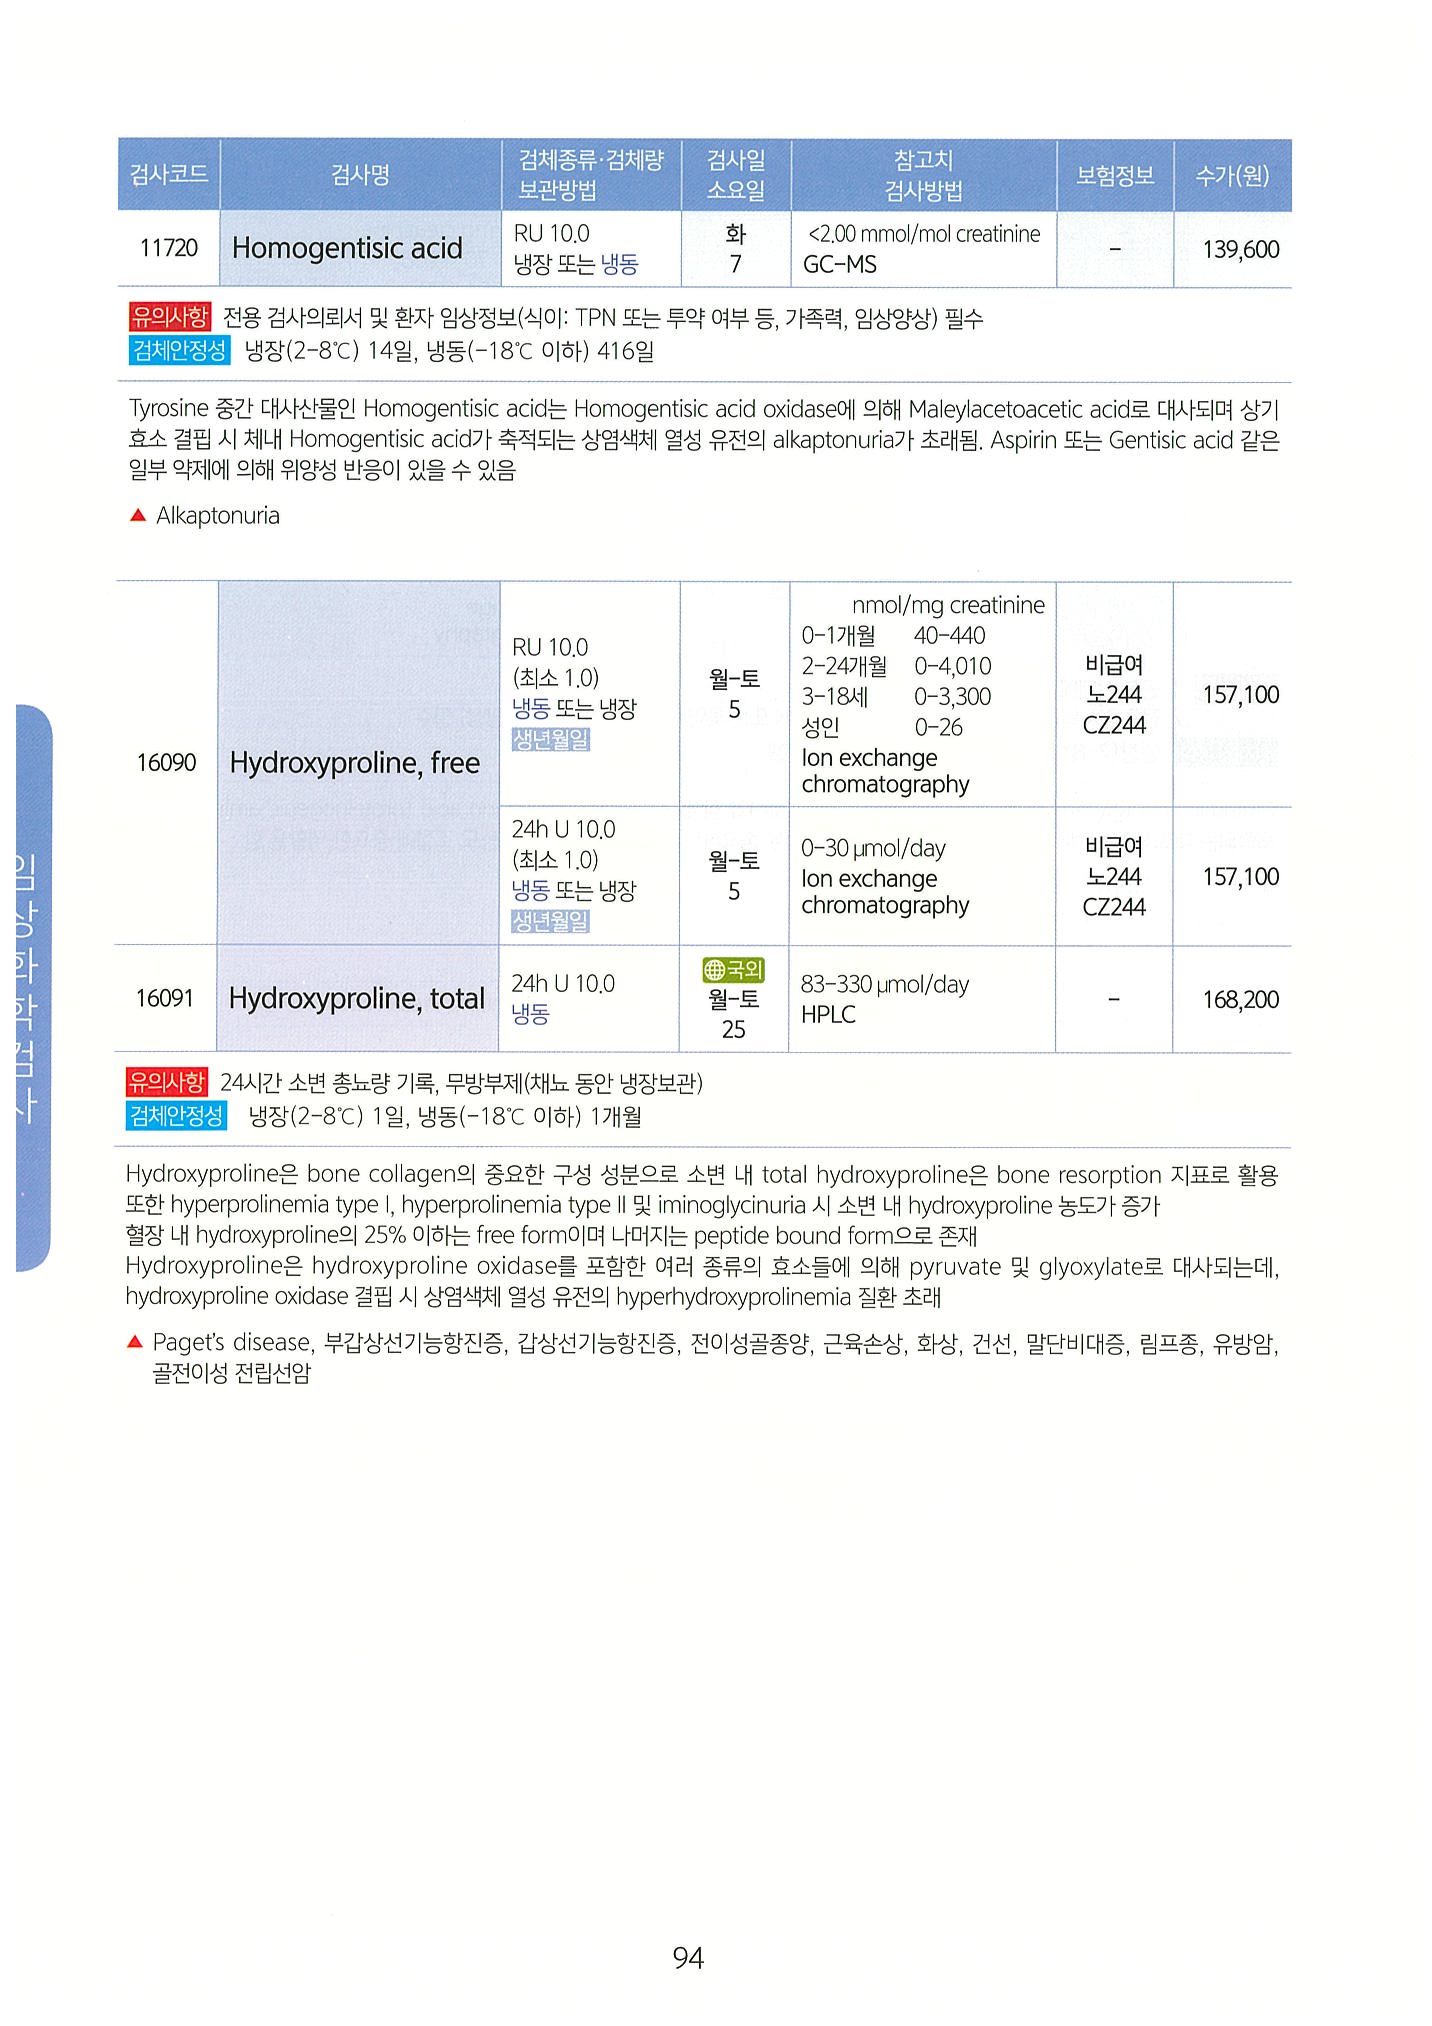 검사코드 검사명 검체종류·검체량 검사일 참고치 보험정보 수가(원)
보관방법 소요일 검사방법
11720 Homogentisic acid RU 10.0 화 <2.00 mmol/mol creatinine - 139,600
냉장 또는 냉동 7 GC-MS
유의사항 전용 검사의뢰서 및 환자 임상정보(식이: TPN 또는 투약 여부 등, 가족력, 임상양상) 필수
검체안정성 냉장(2-8℃) 14일, 냉동(-18℃ 이하) 416일
Tyrosine 중간 대사산물인 Homogentisic acid는 Homogentisic acid oxidase에 의해 Maleylacetoacetic acid로 대사되며 상기
효소 결핍 시 체내 Homogentisic acid가 축적되는 상염색체 열성 유전의 alkaptonuria가 초래됨. Aspirin 또는 Gentisic acid 같은
일부 약제에 의해 위양성 반응이 있을 수 있음
▲ Alkaptonuria
16090 Hydroxyproline, free
RU 10.0
(최소 1.0)
냉동 또는 냉장
생년월일
월-토
5
nmol/mg creatinine
0-1개월 40-440
2-24개월 0-4,010
3-18세 0-3,300
성인 0-26
Ion exchange
chromatography
비급여
노244
CZ244
157,100
24h U 10.0
(최소 1.0)
냉동 또는 냉장
생년월일
월-토
5
0-30 μmol/day
Ion exchange
chromatography
비급여
노244
CZ244
157,100
16091 Hydroxyproline, total
24h U 10.0
냉동
국외
월-토
25
83-330 μmol/day
HPLC
-
168,200
유의사항 24시간 소변 총뇨량 기록, 무방부제(채뇨 동안 냉장보관)
검체안정성 냉장(2-8℃) 1일, 냉동(-18℃ 이하) 1개월
Hydroxyproline은 bone collagen의 중요한 구성 성분으로 소변 내 total hydroxyproline은 bone resorption 지표로 활용
또한 hyperprolinemia type I, hyperprolinemia type II 및 iminoglycinuria 시 소변 내 hydroxyproline 농도가 증가
혈장 내 hydroxyproline의 25% 이하는 free form이며 나머지는 peptide bound form으로 존재
Hydroxyproline은 hydroxyproline oxidase를 포함한 여러 종류의 효소들에 의해 pyruvate 및 glyoxylate로 대사되는데,
hydroxyproline oxidase 결핍 시 상염색체 열성 유전의 hyperhydroxyprolinemia 질환 초래
▲ Paget's disease, 부갑상선기능항진증, 갑상선기능항진증, 전이성골종양, 근육손상, 화상, 건선, 말단비대증, 림프종, 유방암,
골전이성 전립선암
임상화학검사
94